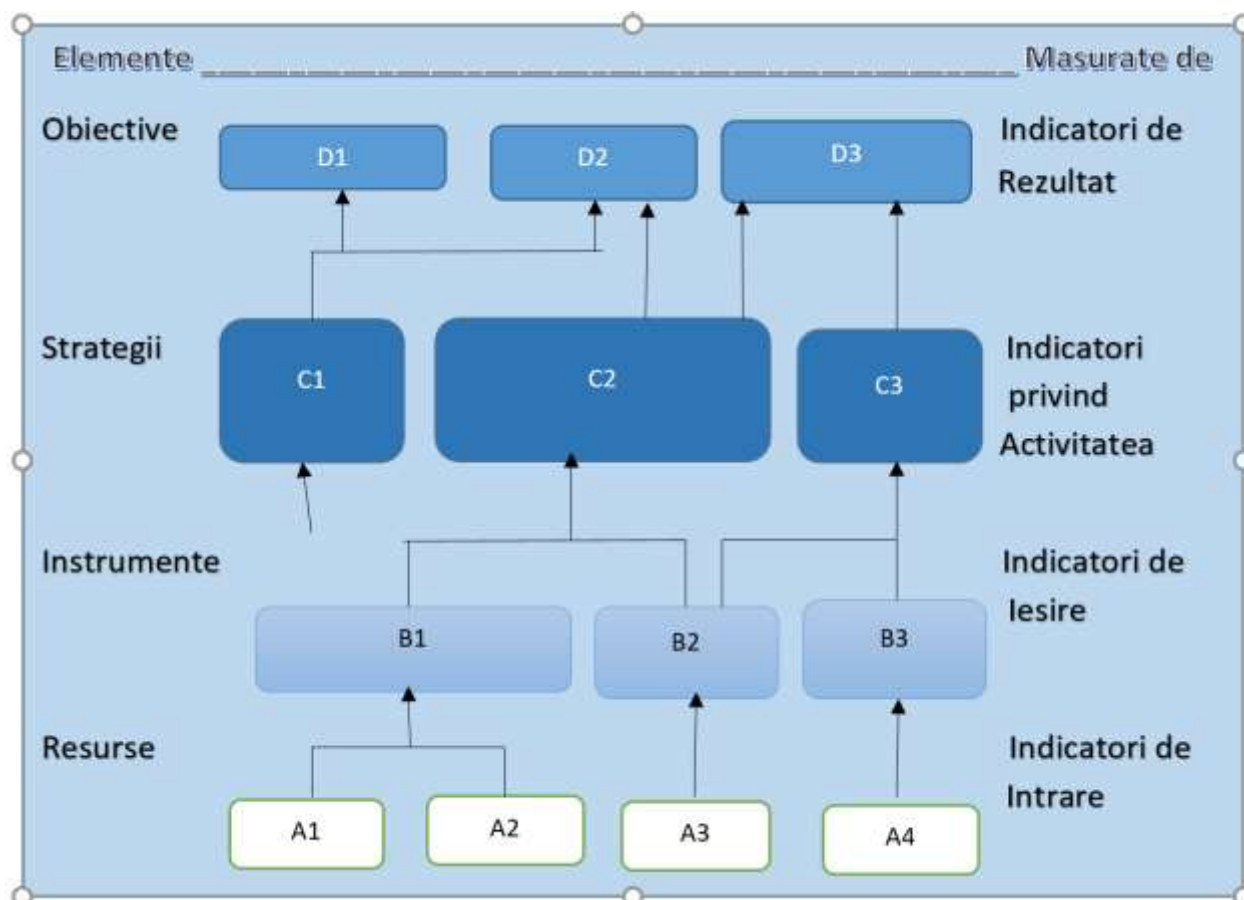 Elemente Masurate de
Obiective
D1
D2
D3
Indicatori de
Rezultat
Strategii
C1
C2
C3
Indicatori
privind
Activitatea
Instrumente
B1
B2
B3
Indicatori de
Iesire
Resurse
A1
A2
A3
A4
Indicatori de
Intrare